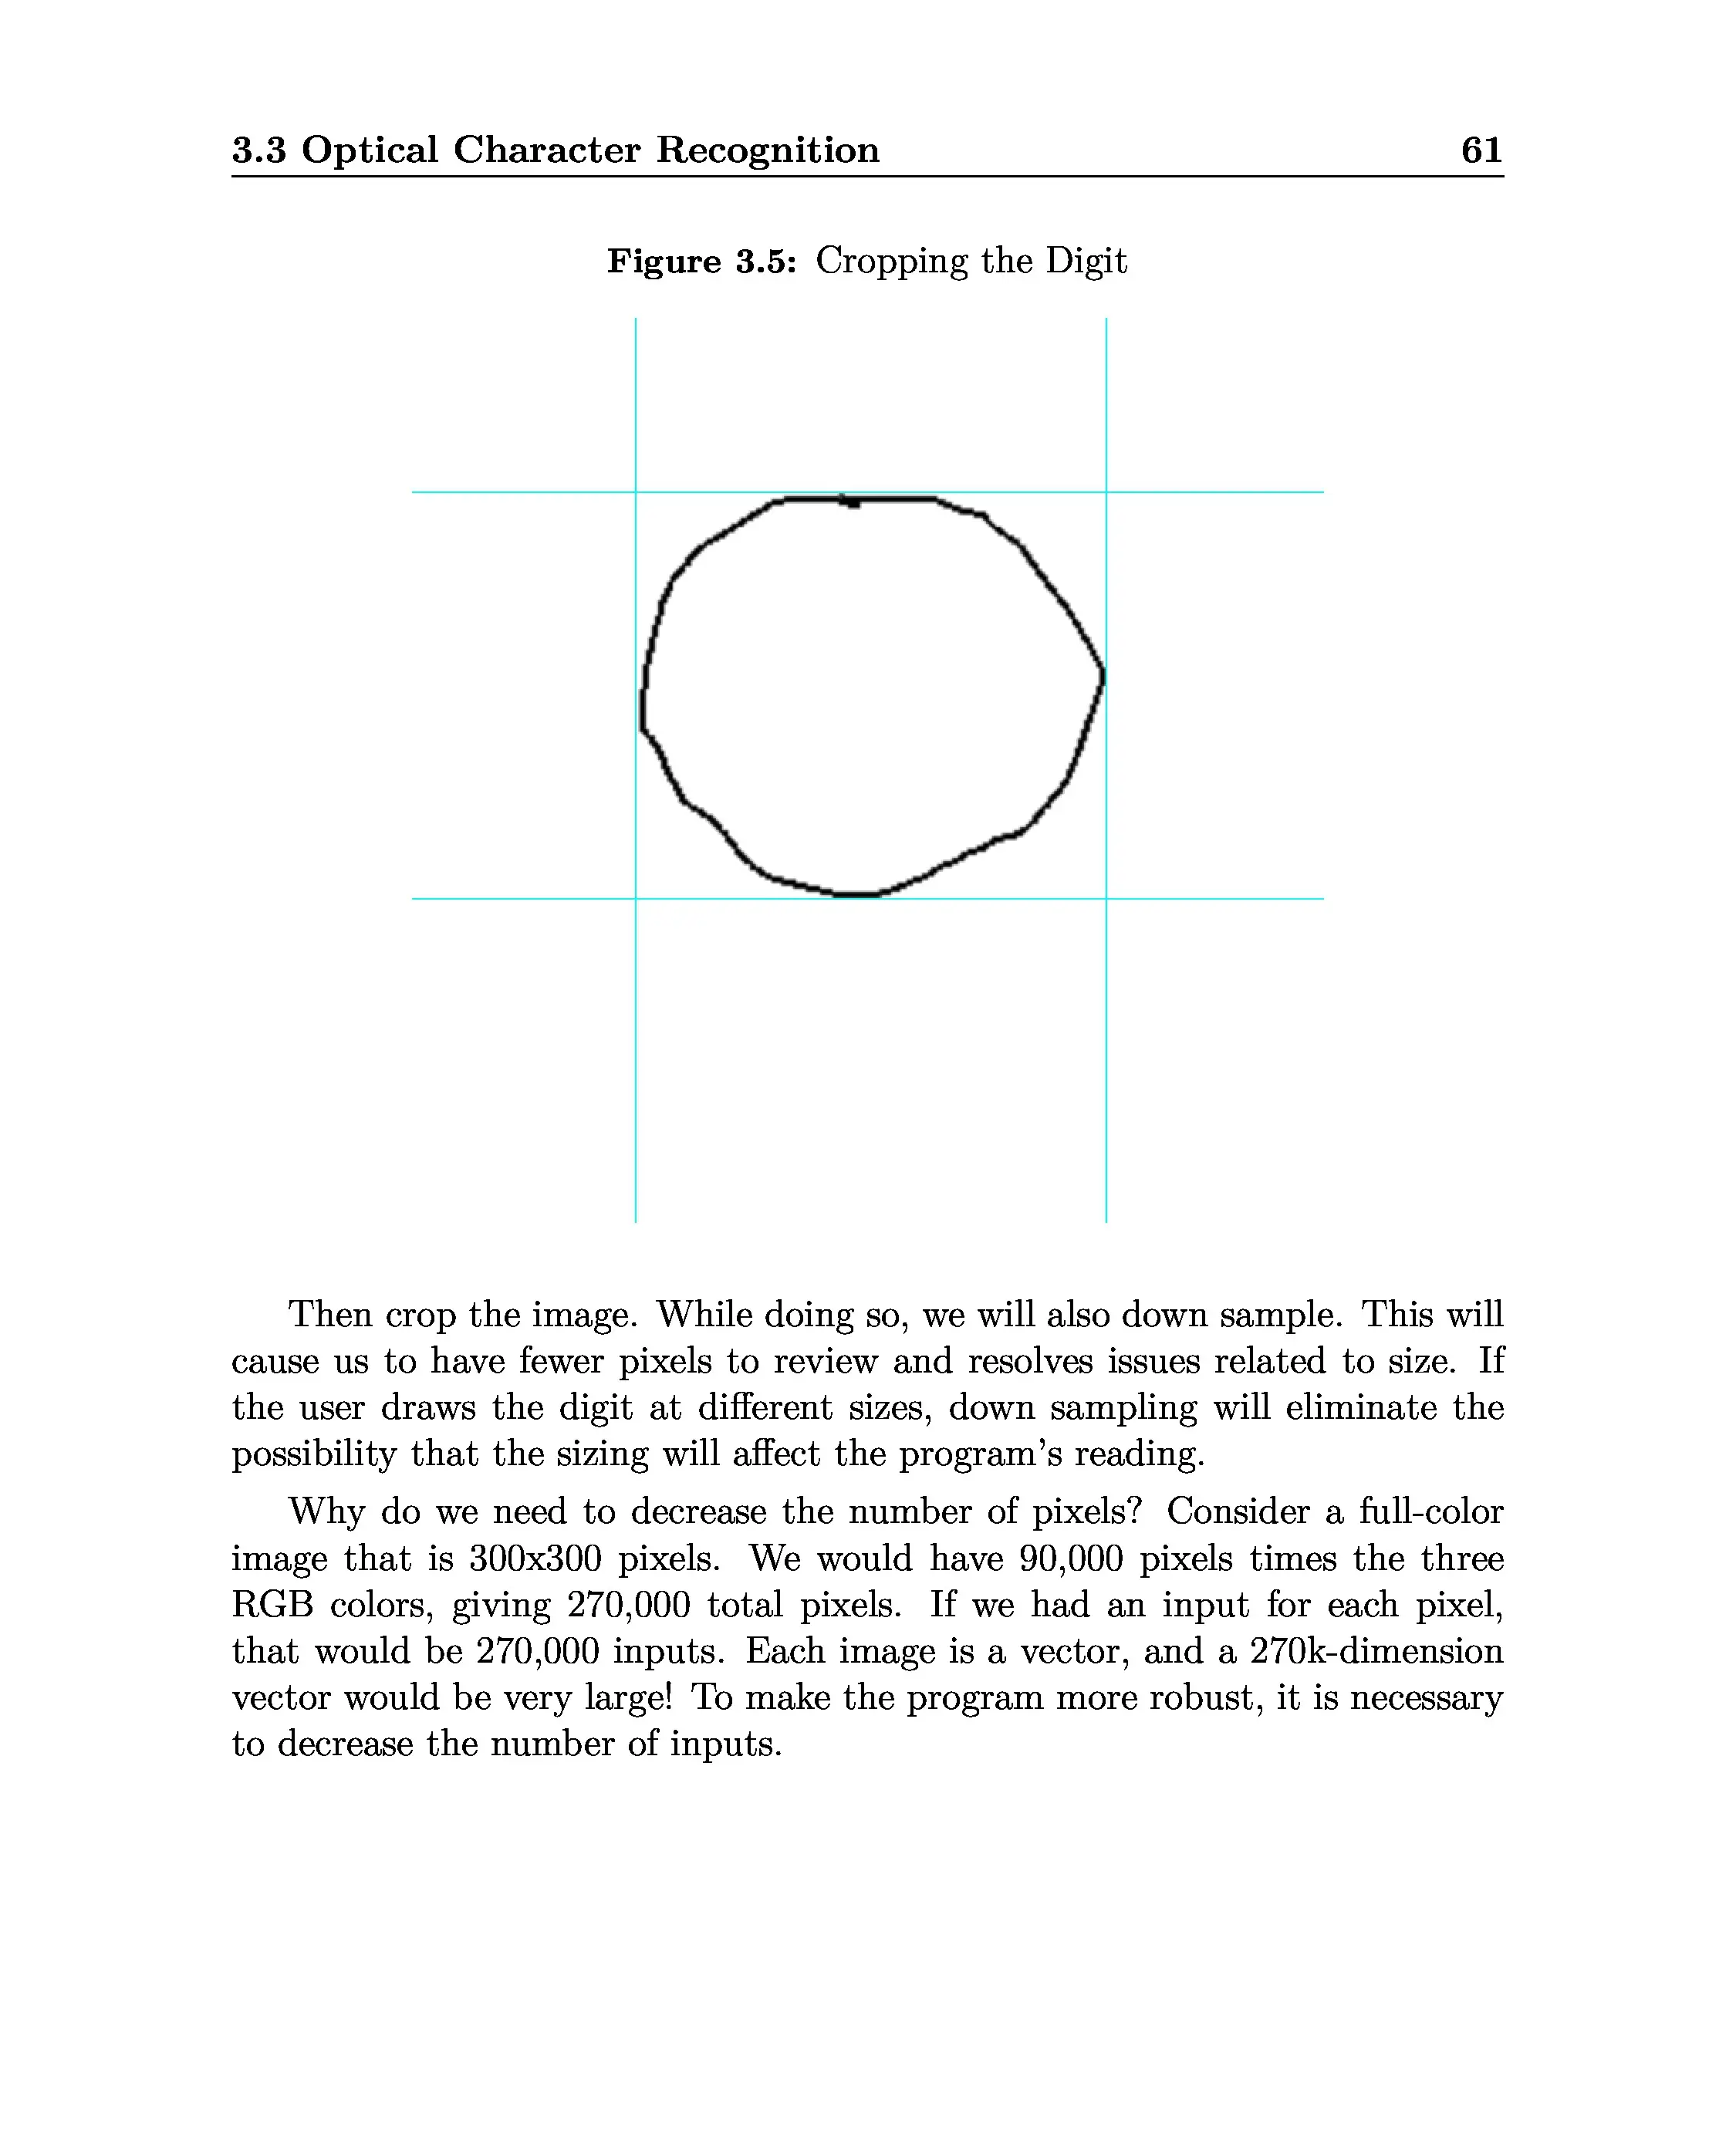 3.3 Optical Character Recognition 61
Figure 3.5: Cropping the Digit
Then crop the image. While doing so, we will also down sample. This will
cause us to have fewer pixels to review and resolves issues related to size. If
the user draws the digit at different sizes, down sampling will eliminate the
possibility that the sizing will affect the program's reading.
Why do we need to decrease the number of pixels? Consider a full-color
image that is 300x300 pixels. We would have 90,000 pixels times the three
RGB colors, giving 270,000 total pixels. If we had an input for each pixel,
that would be 270,000 inputs. Each image is a vector, and a 270k-dimension
vector would be very large! To make the program more robust, it is necessary
to decrease the number of inputs.